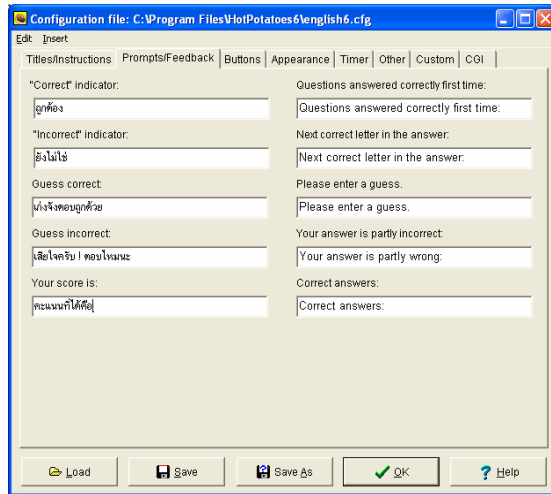 Configuration file: C:\Program Files\HotPotatoes6\english6.cfg
Edit Insert
Titles/Instructions Prompts/Feedback Buttons Appearance Timer Other Custom CGI
"Correct" indicator:
ถูกต้อง
"Incorrect" indicator:
ยังไม่ใช่
Guess correct:
เก่งจังตอบถูกด้วย
Guess incorrect:
เสียใจครับ ! ตอบใหม่นะ
Your score is:
คะแนนที่ได้คือ
Questions answered correctly first time:
Questions answered correctly first time:
Next correct letter in the answer:
Next correct letter in the answer:
Please enter a guess.
Please enter a guess.
Your answer is partly incorrect:
Your answer is partly wrong:
Correct answers:
Correct answers:
Load Save Save As OK Help